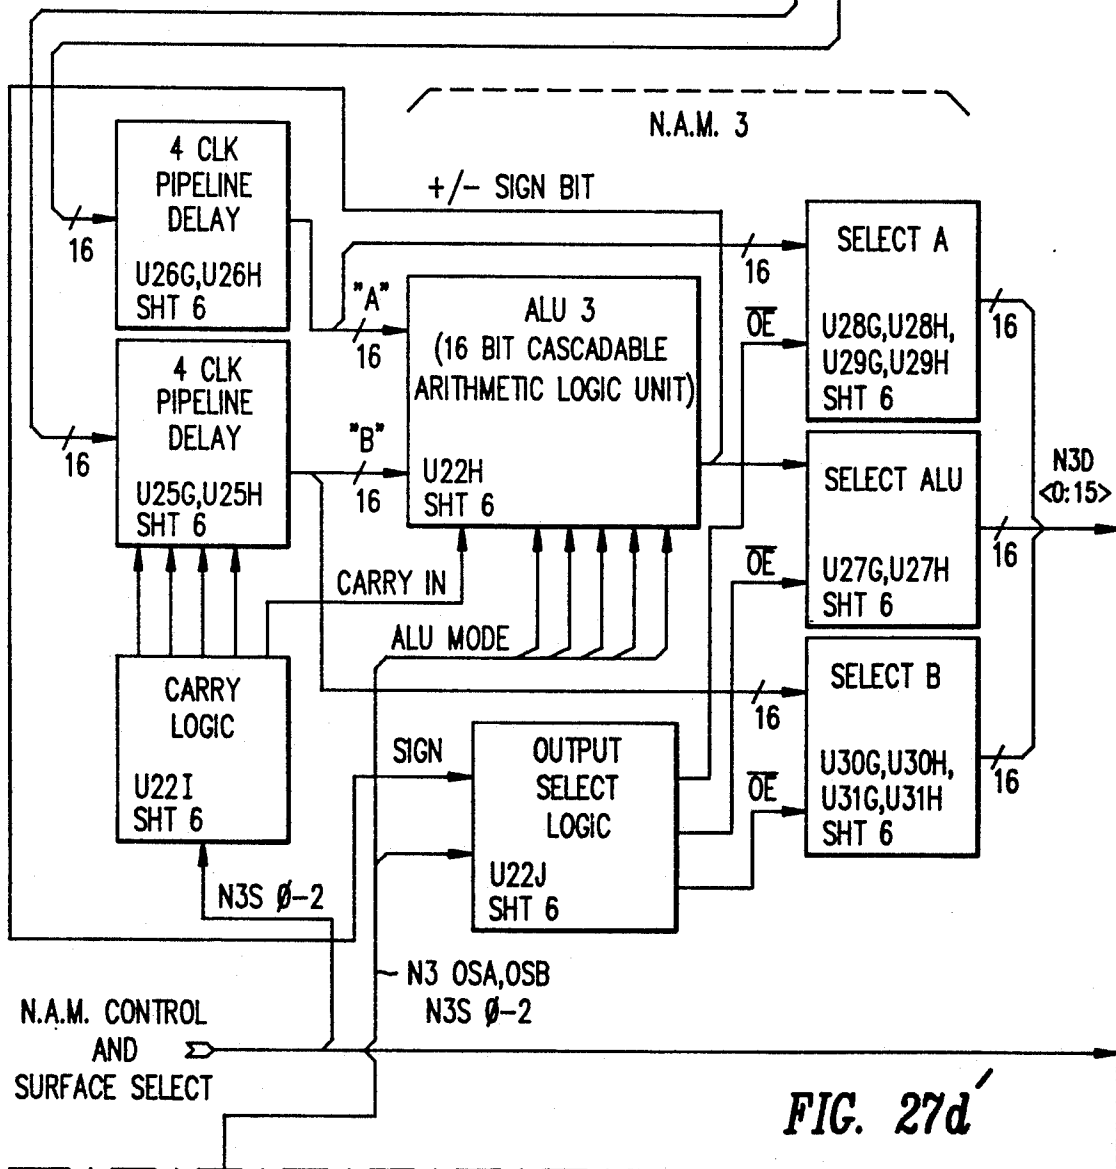 N.A.M. 3
4 CLK
PIPELINE
DELAY
U26G,U26H
SHT 6
16
+/- SIGN BIT
"A"
16
16
SELECT A
U28G,U28H,
U29G,U29H
SHT 6
OE
ALU 3
(16 BIT CASCADABLE
ARITHMETIC LOGIC UNIT)
U22H
SHT 6
4 CLK
PIPELINE
DELAY
U25G,U25H
SHT 6
16
"B"
16
16
SELECT ALU
U27G,U27H
SHT 6
OE
16
N3D
<0:15>
CARRY IN
ALU MODE
CARRY
LOGIC
U22I
SHT 6
SIGN
OUTPUT
SELECT
LOGIC
U22J
SHT 6
16
SELECT B
U30G,U30H,
U31G,U31H
SHT 6
OE
16
N3S Ø-2
N3 OSA,OSB
N3S Ø-2
N.A.M. CONTROL
AND
SURFACE SELECT
FIG. 27d′